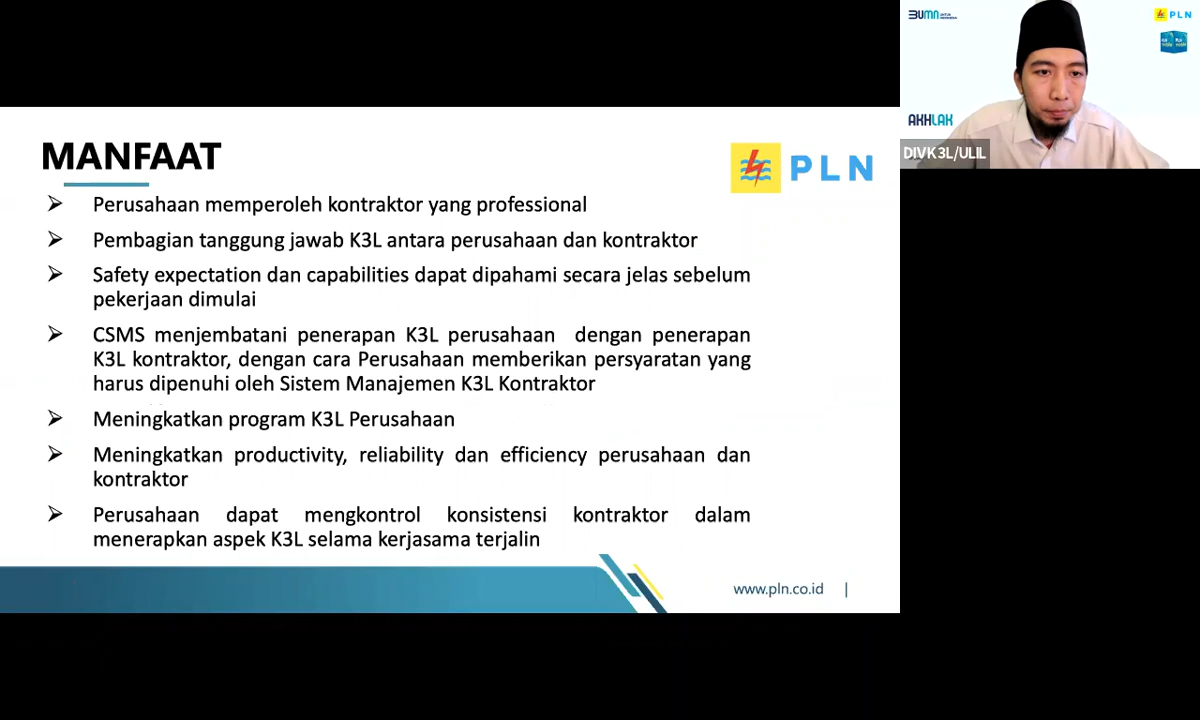 MANFAAT
PLN
Perusahaan memperoleh kontraktor yang professional
Pembagian tanggung jawab K3L antara perusahaan dan kontraktor
Safety expectation dan capabilities dapat dipahami secara jelas sebelum
pekerjaan dimulai
CSMS menjembatani penerapan K3L perusahaan dengan penerapan
K3L kontraktor, dengan cara Perusahaan memberikan persyaratan yang
harus dipenuhi oleh Sistem Manajemen K3L Kontraktor
Meningkatkan program K3L Perusahaan
Meningkatkan productivity, reliability dan efficiency perusahaan dan
kontraktor
Perusahaan dapat mengkontrol konsistensi kontraktor dalam
menerapkan aspek K3L selama kerjasama terjalin
www.pln.co.id |
BUMN
PLN
AKHLAK
DIVK3L/ULIL